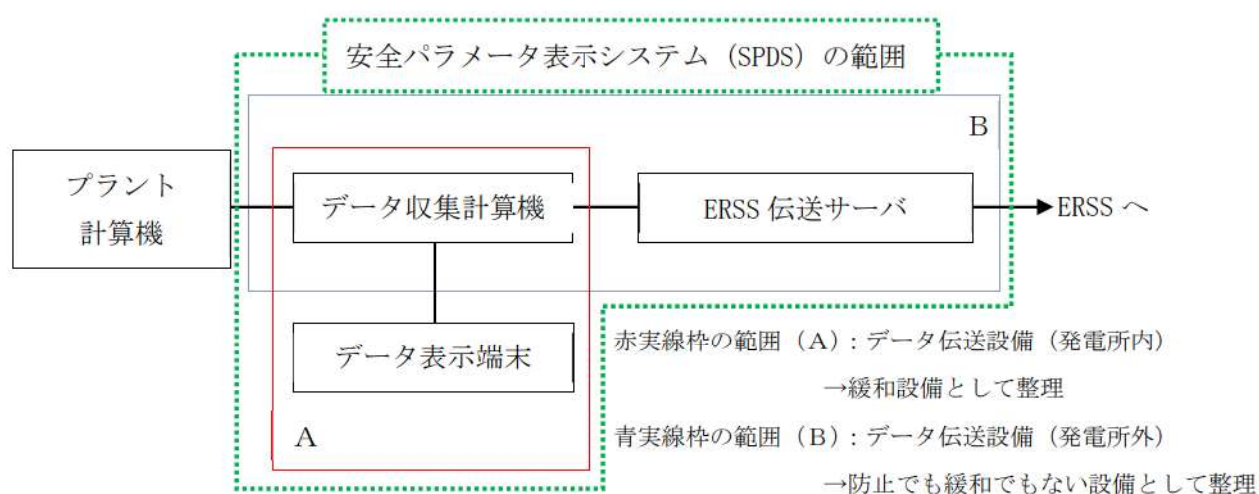 安全パラメータ表示システム（SPDS）の範囲
B
プラント
計算機
データ収集計算機
ERSS 伝送サーバ
ERSS へ
データ表示端末
A
赤実線枠の範囲（A）：データ伝送設備（発電所内）
→緩和設備として整理
青実線枠の範囲（B）：データ伝送設備（発電所外）
→防止でも緩和でもない設備として整理